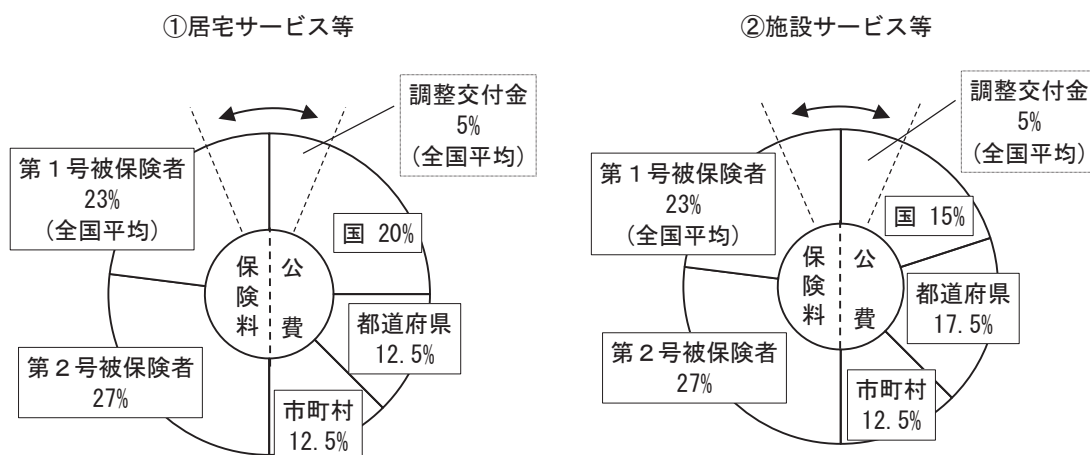 ①居宅サービス等
調整交付金
5%
（全国平均）
第１号被保険者
23%
（全国平均）
国 20%
保険料
公費
都道府県
12.5%
第２号被保険者
27%
市町村
12.5%
②施設サービス等
調整交付金
5%
（全国平均）
第１号被保険者
23%
（全国平均）
国 15%
保険料
公費
都道府県
17.5%
第２号被保険者
27%
市町村
12.5%